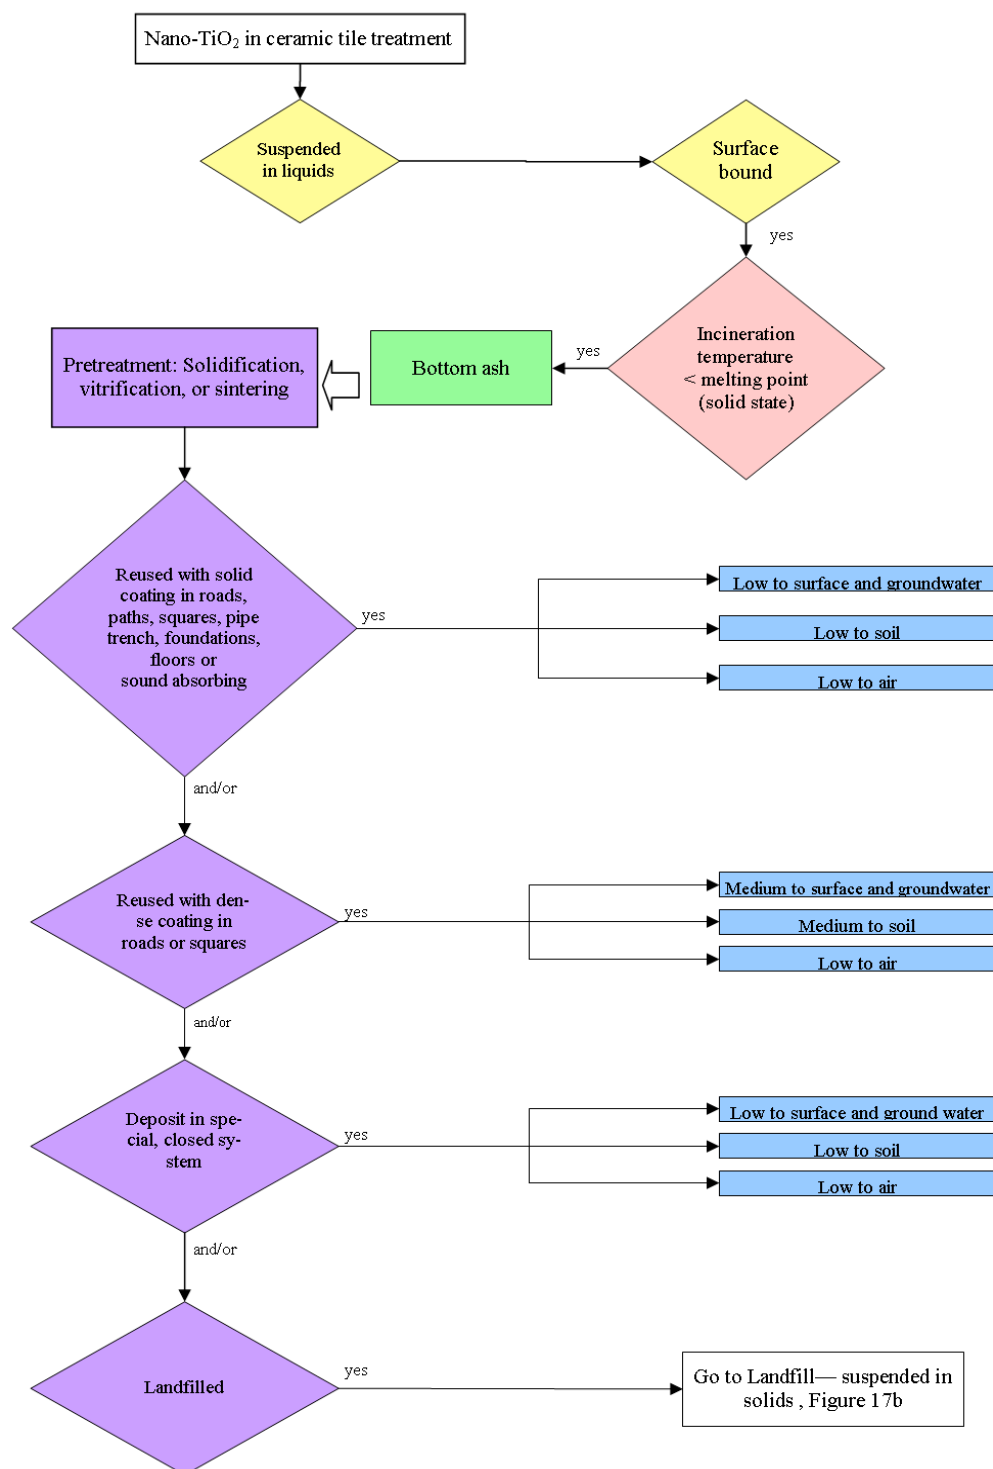 Nano-TiO₂ in ceramic tile treatment
Suspended
in liquids
Surface
bound
yes
Incineration
temperature
< melting point
(solid state)
yes
Bottom ash
Pretreatment: Solidification,
vitrification, or sintering
Reused with solid
coating in roads,
paths, squares, pipe
trench, foundations,
floors or
sound absorbing
yes
Low to surface and groundwater
Low to soil
Low to air
and/or
Reused with den-
se coating in
roads or squares
yes
Medium to surface and groundwater
Medium to soil
Low to air
and/or
Deposit in spe-
cial, closed sy-
stem
yes
Low to surface and ground water
Low to soil
Low to air
and/or
Landfilled
yes
Go to Landfill— suspended in
solids , Figure 17b